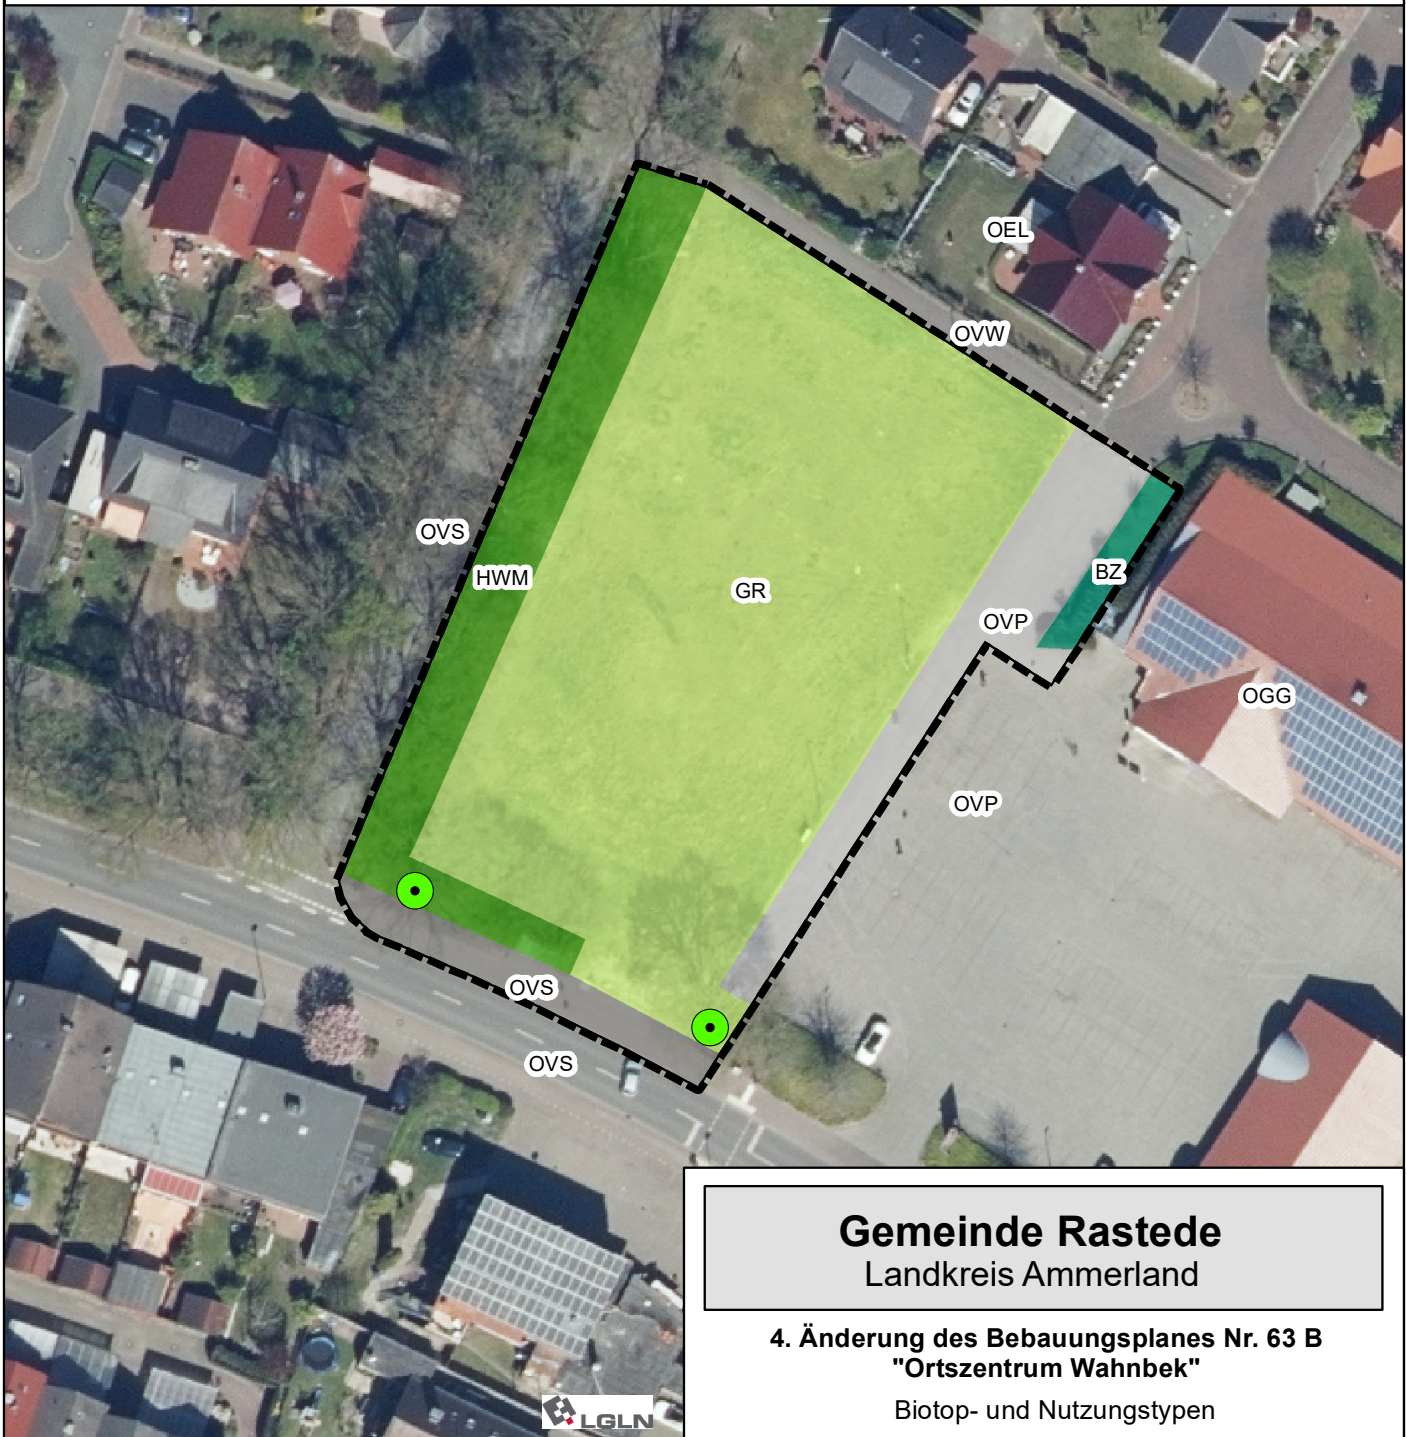 OEL
OVW
OVS
HWM
GR
BZ
OVP
OGG
OVP
OVS
OVS
Gemeinde Rastede
Landkreis Ammerland
4. Änderung des Bebauungsplanes Nr. 63 B
"Ortszentrum Wahnbek"
Biotop- und Nutzungstypen
LGLN